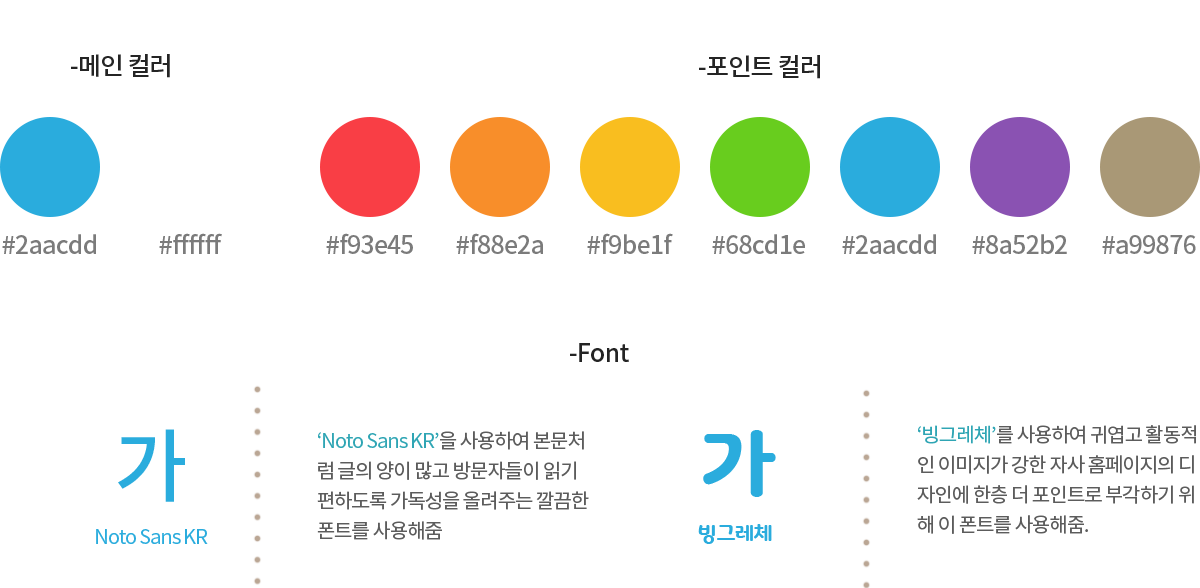 -메인 컬러
-포인트 컬러
#2aacdd
#ffffff
#f93e45
#f88e2a
#f9be1f
#68cd1e
#2aacdd
#8a52b2
#a99876
-Font
가
Noto Sans KR
‘Noto Sans KR’을 사용하여 본문처
럼 글의 양이 많고 방문자들이 읽기
편하도록 가독성을 올려주는 깔끔한
폰트를 사용해줌
가
빙그레체
‘빙그레체’를 사용하여 귀엽고 활동적
인 이미지가 강한 자사 홈페이지의 디
자인에 한층 더 포인트로 부각하기 위
해 이 폰트를 사용해줌.